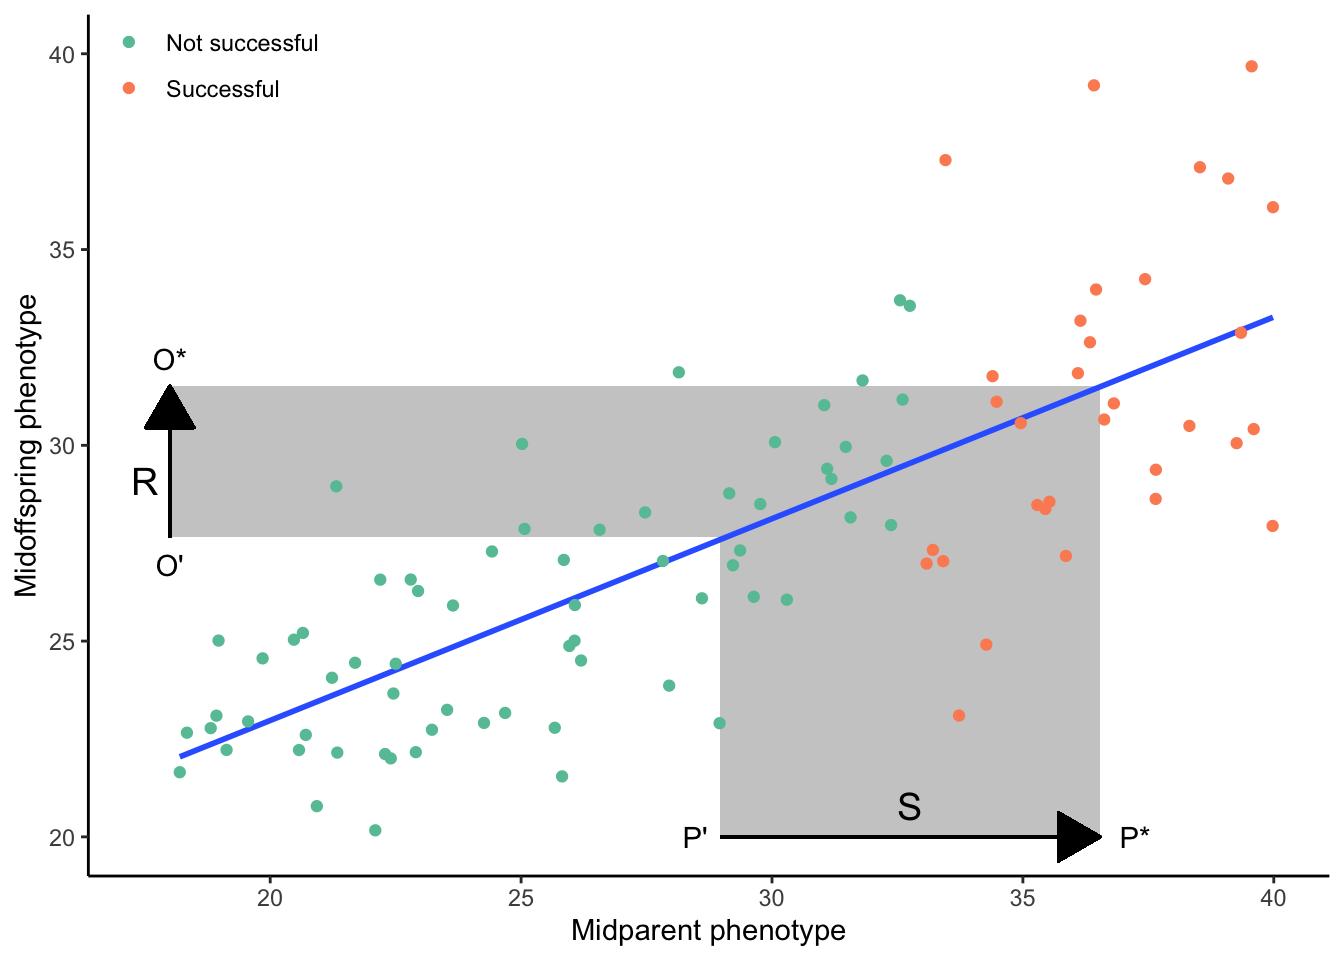 40
Not successful
Successful
35
Midoffspring phenotype
O*
30
R
O'
25
S
20
P'
P*
20 25 30 35 40
Midparent phenotype